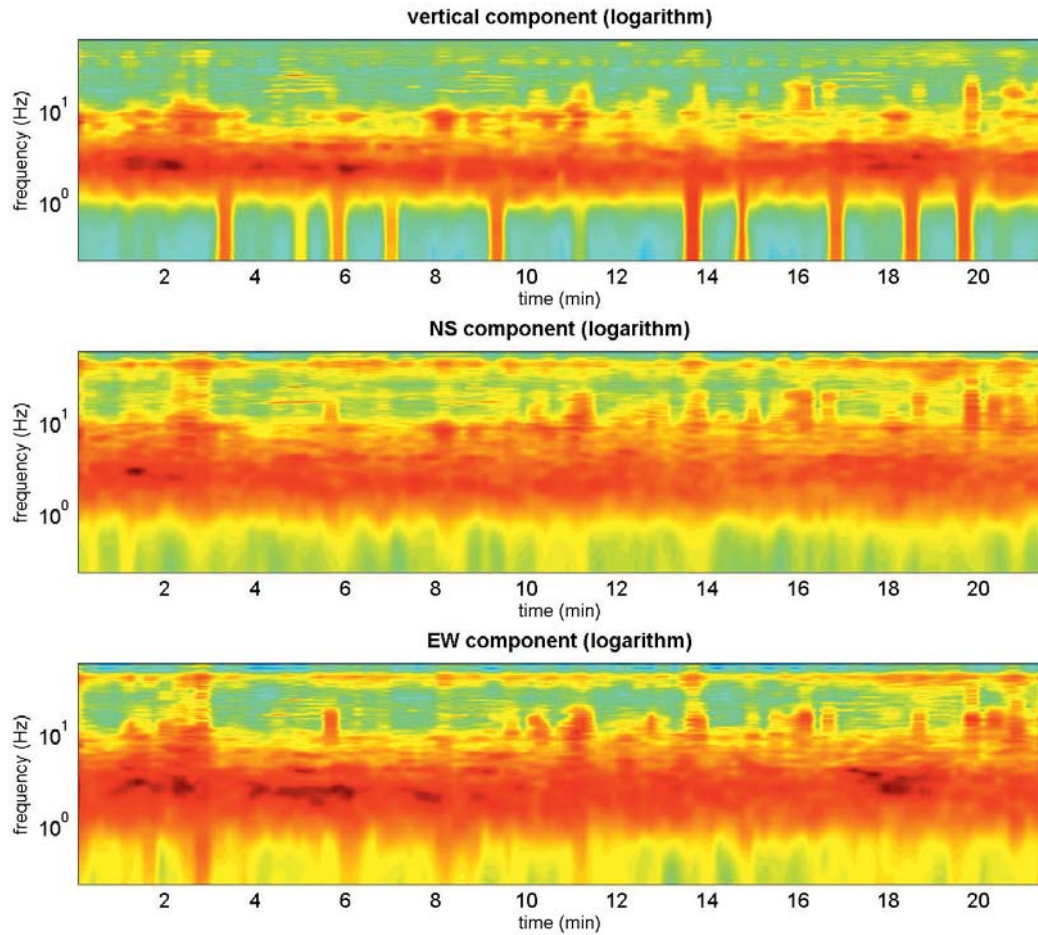 vertical component (logarithm)
frequency (Hz)
10¹
10⁰
2 4 6 8 10 12 14 16 18 20
time (min)
NS component (logarithm)
frequency (Hz)
10¹
10⁰
2 4 6 8 10 12 14 16 18 20
time (min)
EW component (logarithm)
frequency (Hz)
10¹
10⁰
2 4 6 8 10 12 14 16 18 20
time (min)